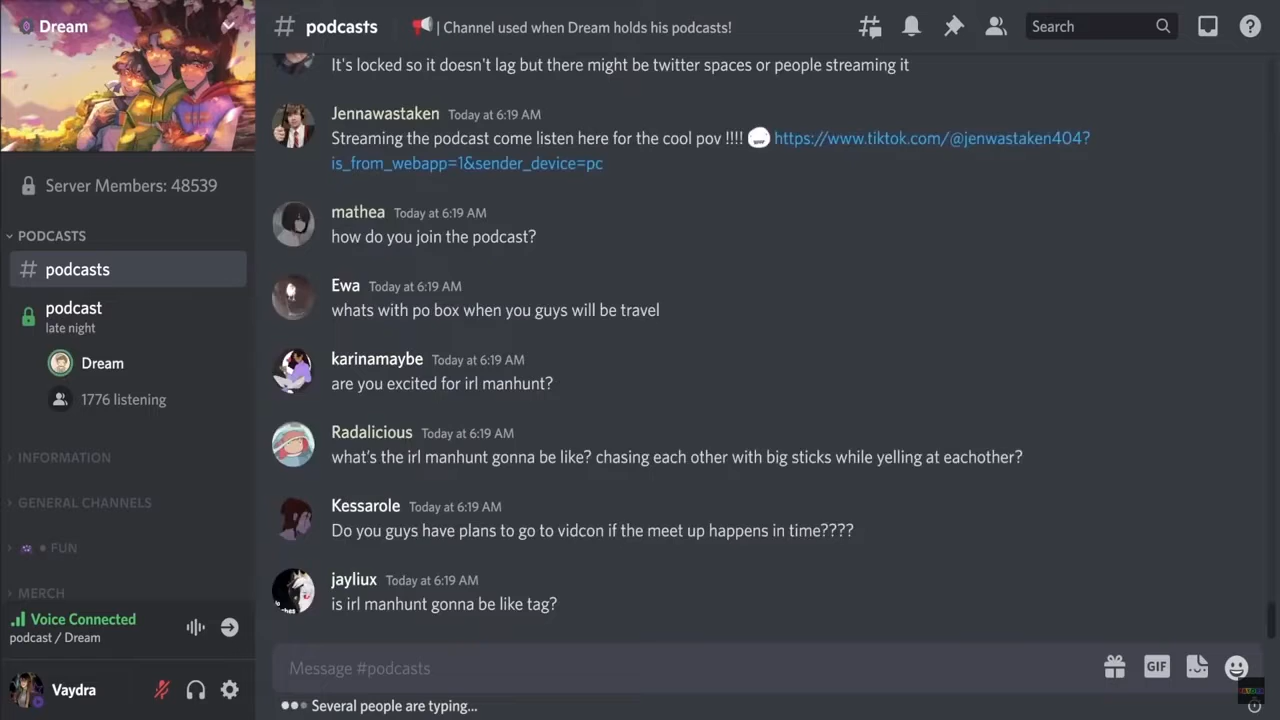 Dream
podcasts
| Channel used when Dream holds his podcasts!
Search
Server Members: 48539
PODCASTS
podcasts
podcast
late night
Dream
1776 listening
INFORMATION
GENERAL CHANNELS
FUN
MERCH
Voice Connected
podcast / Dream
Vaydra
It's locked so it doesn't lag but there might be twitter spaces or people streaming it
Jennawastaken Today at 6:19 AM
Streaming the podcast come listen here for the cool pov !!!! https://www.tiktok.com/@jenwastaken404?
is_from_webapp=1&sender_device=pc
mathea Today at 6:19 AM
how do you join the podcast?
Ewa Today at 6:19 AM
whats with po box when you guys will be travel
karinamaybe Today at 6:19 AM
are you excited for irl manhunt?
Radalicious Today at 6:19 AM
what's the irl manhunt gonna be like? chasing each other with big sticks while yelling at eachother?
Kessarole Today at 6:19 AM
Do you guys have plans to go to vidcon if the meet up happens in time????
jayliux Today at 6:19 AM
is irl manhunt gonna be like tag?
Message #podcasts
GIF
Several people are typing...